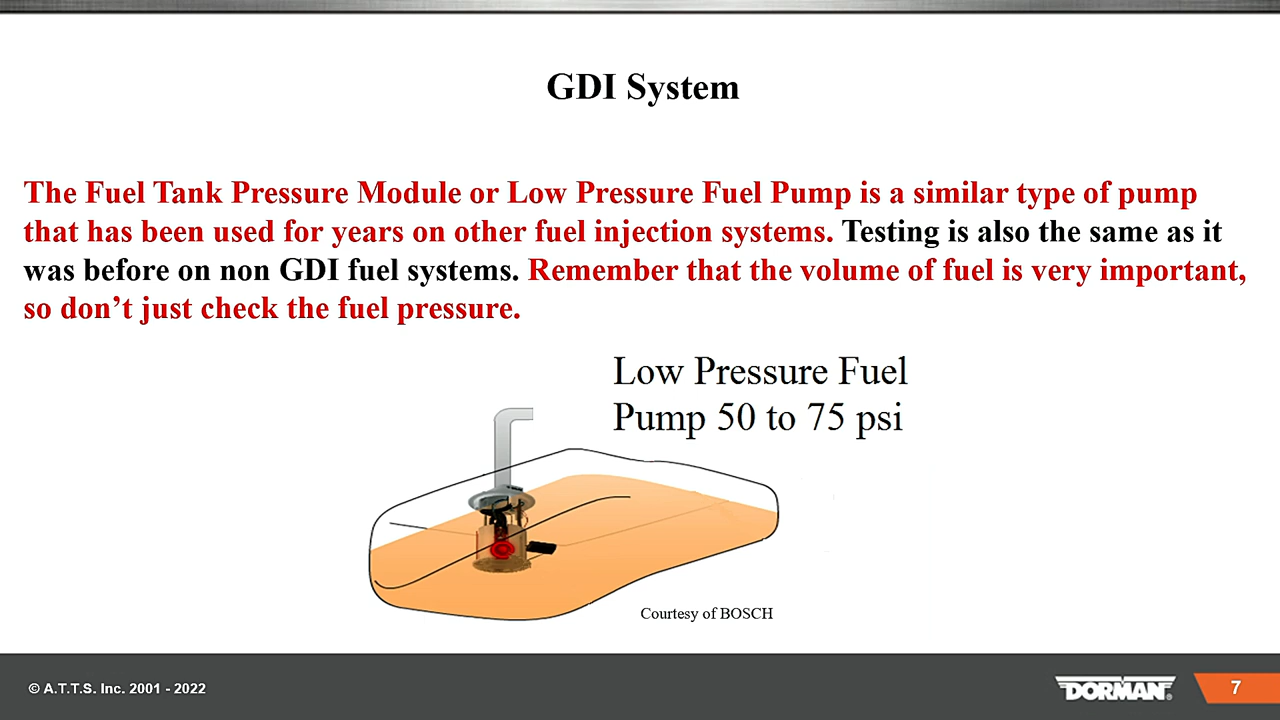 GDI System
The Fuel Tank Pressure Module or Low Pressure Fuel Pump is a similar type of pump
that has been used for years on other fuel injection systems. Testing is also the same as it
was before on non GDI fuel systems. Remember that the volume of fuel is very important,
so don’t just check the fuel pressure.
Low Pressure Fuel
Pump 50 to 75 psi
Courtesy of BOSCH
© A.T.T.S. Inc. 2001 - 2022
DORMAN®
7